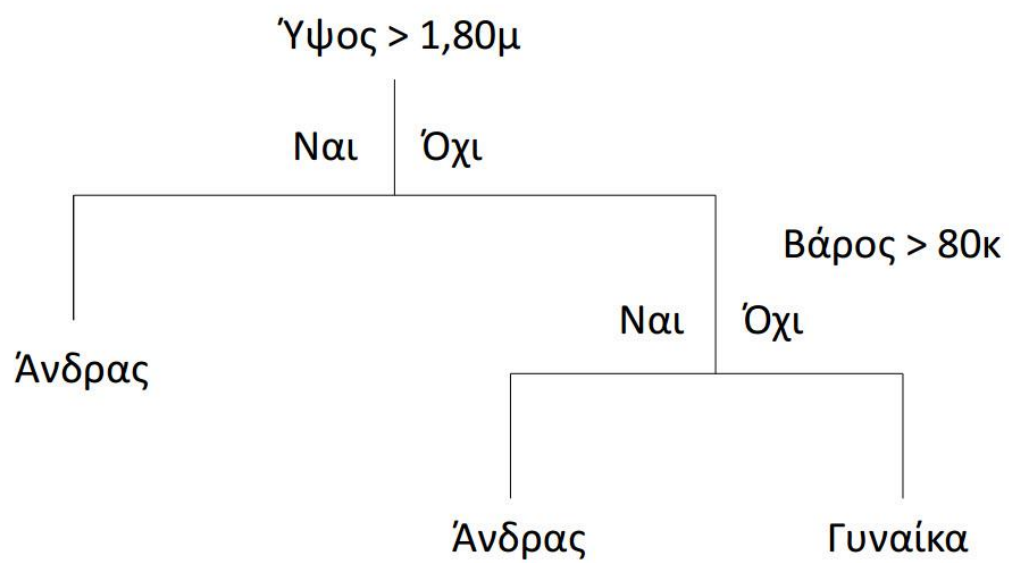 Ύψος > 1,80μ
Ναι Όχι
Βάρος > 80κ
Ναι Όχι
Άνδρας
Άνδρας Γυναίκα